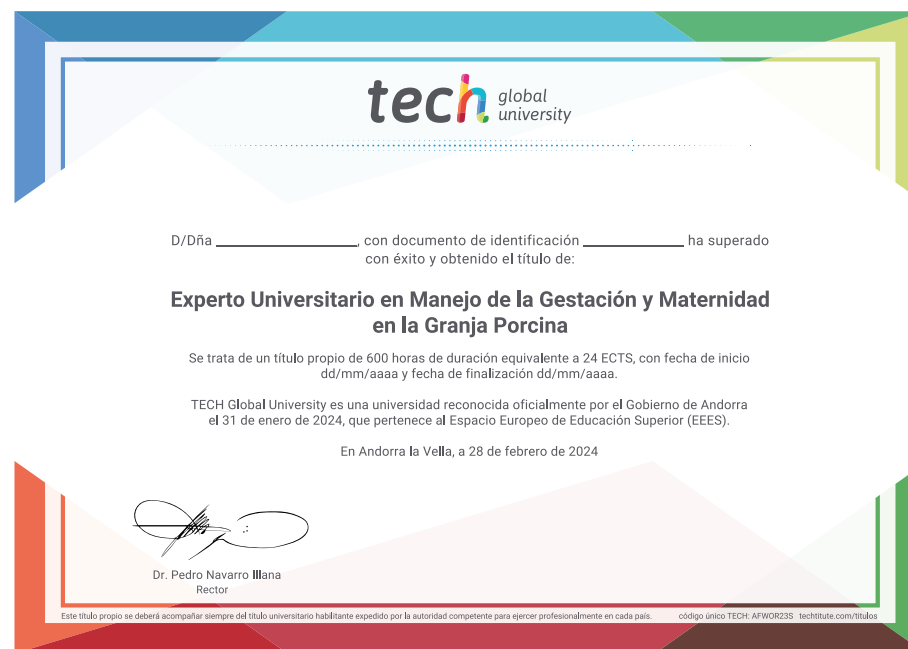 tech global university
D/Dña ________________, con documento de identificación ____________ ha superado
con éxito y obtenido el título de:
Experto Universitario en Manejo de la Gestación y Maternidad
en la Granja Porcina
Se trata de un título propio de 600 horas de duración equivalente a 24 ECTS, con fecha de inicio
dd/mm/aaaa y fecha de finalización dd/mm/aaaa.
TECH Global University es una universidad reconocida oficialmente por el Gobierno de Andorra
el 31 de enero de 2024, que pertenece al Espacio Europeo de Educación Superior (EEES).
En Andorra la Vella, a 28 de febrero de 2024
Dr. Pedro Navarro Illana
Rector
Este título propio se deberá acompañar siempre del título universitario habilitante expedido por la autoridad competente para ejercer profesionalmente en cada país. código único TECH: AFWOR23S techtitute.com/titulos